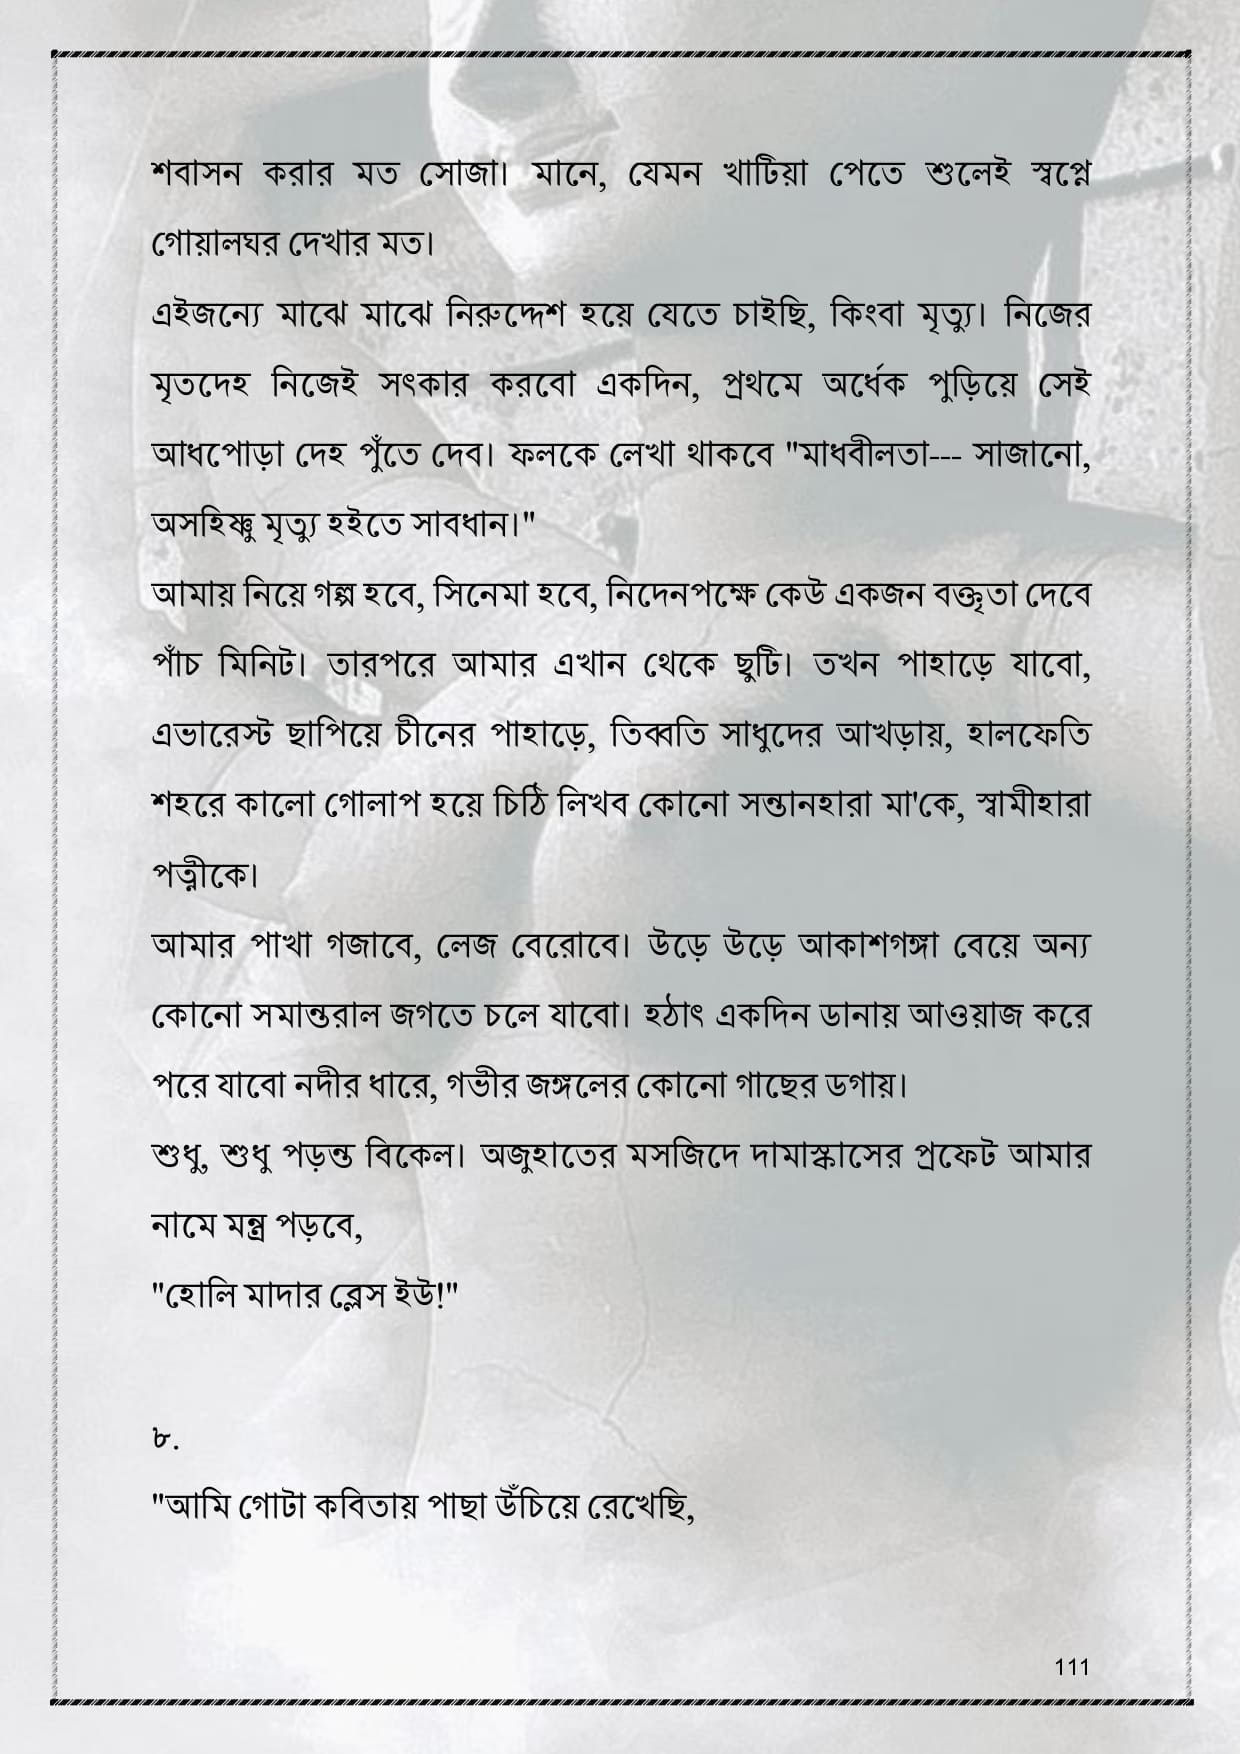 শবাসন করার মত সোজা। মানে, যেমন খাটিয়া পেতে শুলেই স্বপ্নে
গোয়ালঘর দেখার মত।
এইজন্যে মাঝে মাঝে নিরুদ্দেশ হয়ে যেতে চাইছি, কিংবা মৃত্যু। নিজের
মৃতদেহ নিজেই সৎকার করবো একদিন, প্রথমে অর্ধেক পুড়িয়ে সেই
আধপোড়া দেহ পুঁতে দেব। ফলকে লেখা থাকবে "মাধবীলতা--- সাজানো,
অসহিষ্ণু মৃত্যু হইতে সাবধান।"
আমায় নিয়ে গল্প হবে, সিনেমা হবে, নিদেনপক্ষে কেউ একজন বক্তৃতা দেবে
পাঁচ মিনিট। তারপরে আমার এখান থেকে ছুটি। তখন পাহাড়ে যাবো,
এভারেস্ট ছাপিয়ে চীনের পাহাড়ে, তিব্বতি সাধুদের আখড়ায়, হালফেতি
শহরে কালো গোলাপ হয়ে চিঠি লিখব কোনো সন্তানহারা মা'কে, স্বামীহারা
পত্নীকে।
আমার পাখা গজাবে, লেজ বেরোবে। উড়ে উড়ে আকাশগঙ্গা বেয়ে অন্য
কোনো সমান্তরাল জগতে চলে যাবো। হঠাৎ একদিন ডানায় আওয়াজ করে
পরে যাবো নদীর ধারে, গভীর জঙ্গলের কোনো গাছের ডগায়।
শুধু, শুধু পড়ন্ত বিকেল। অজুহাতের মসজিদে দামাস্কাসের প্রফেট আমার
নামে মন্ত্র পড়বে,
"হোলি মাদার ব্লেস ইউ!"
৮.
"আমি গোটা কবিতায় পাছা উঁচিয়ে রেখেছি,
111